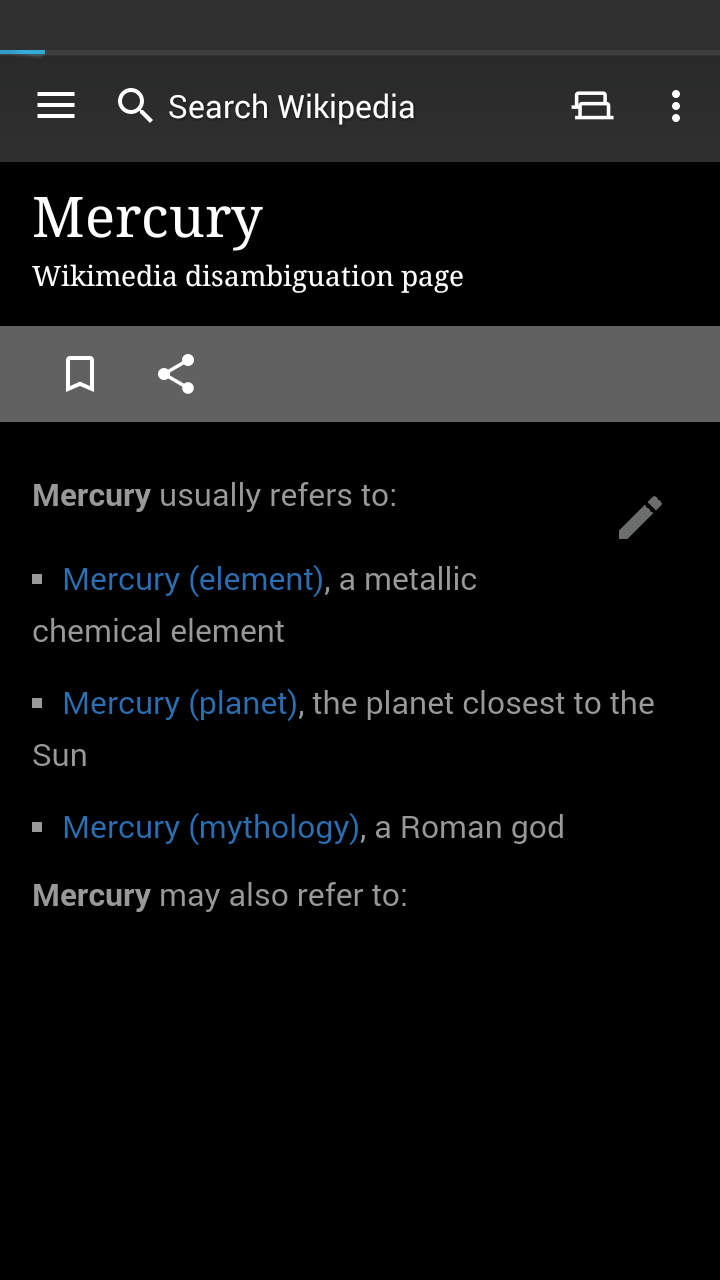 Search Wikipedia
Mercury
Wikimedia disambiguation page
Mercury usually refers to:
Mercury (element), a metallic
chemical element
Mercury (planet), the planet closest to the
Sun
Mercury (mythology), a Roman god
Mercury may also refer to: